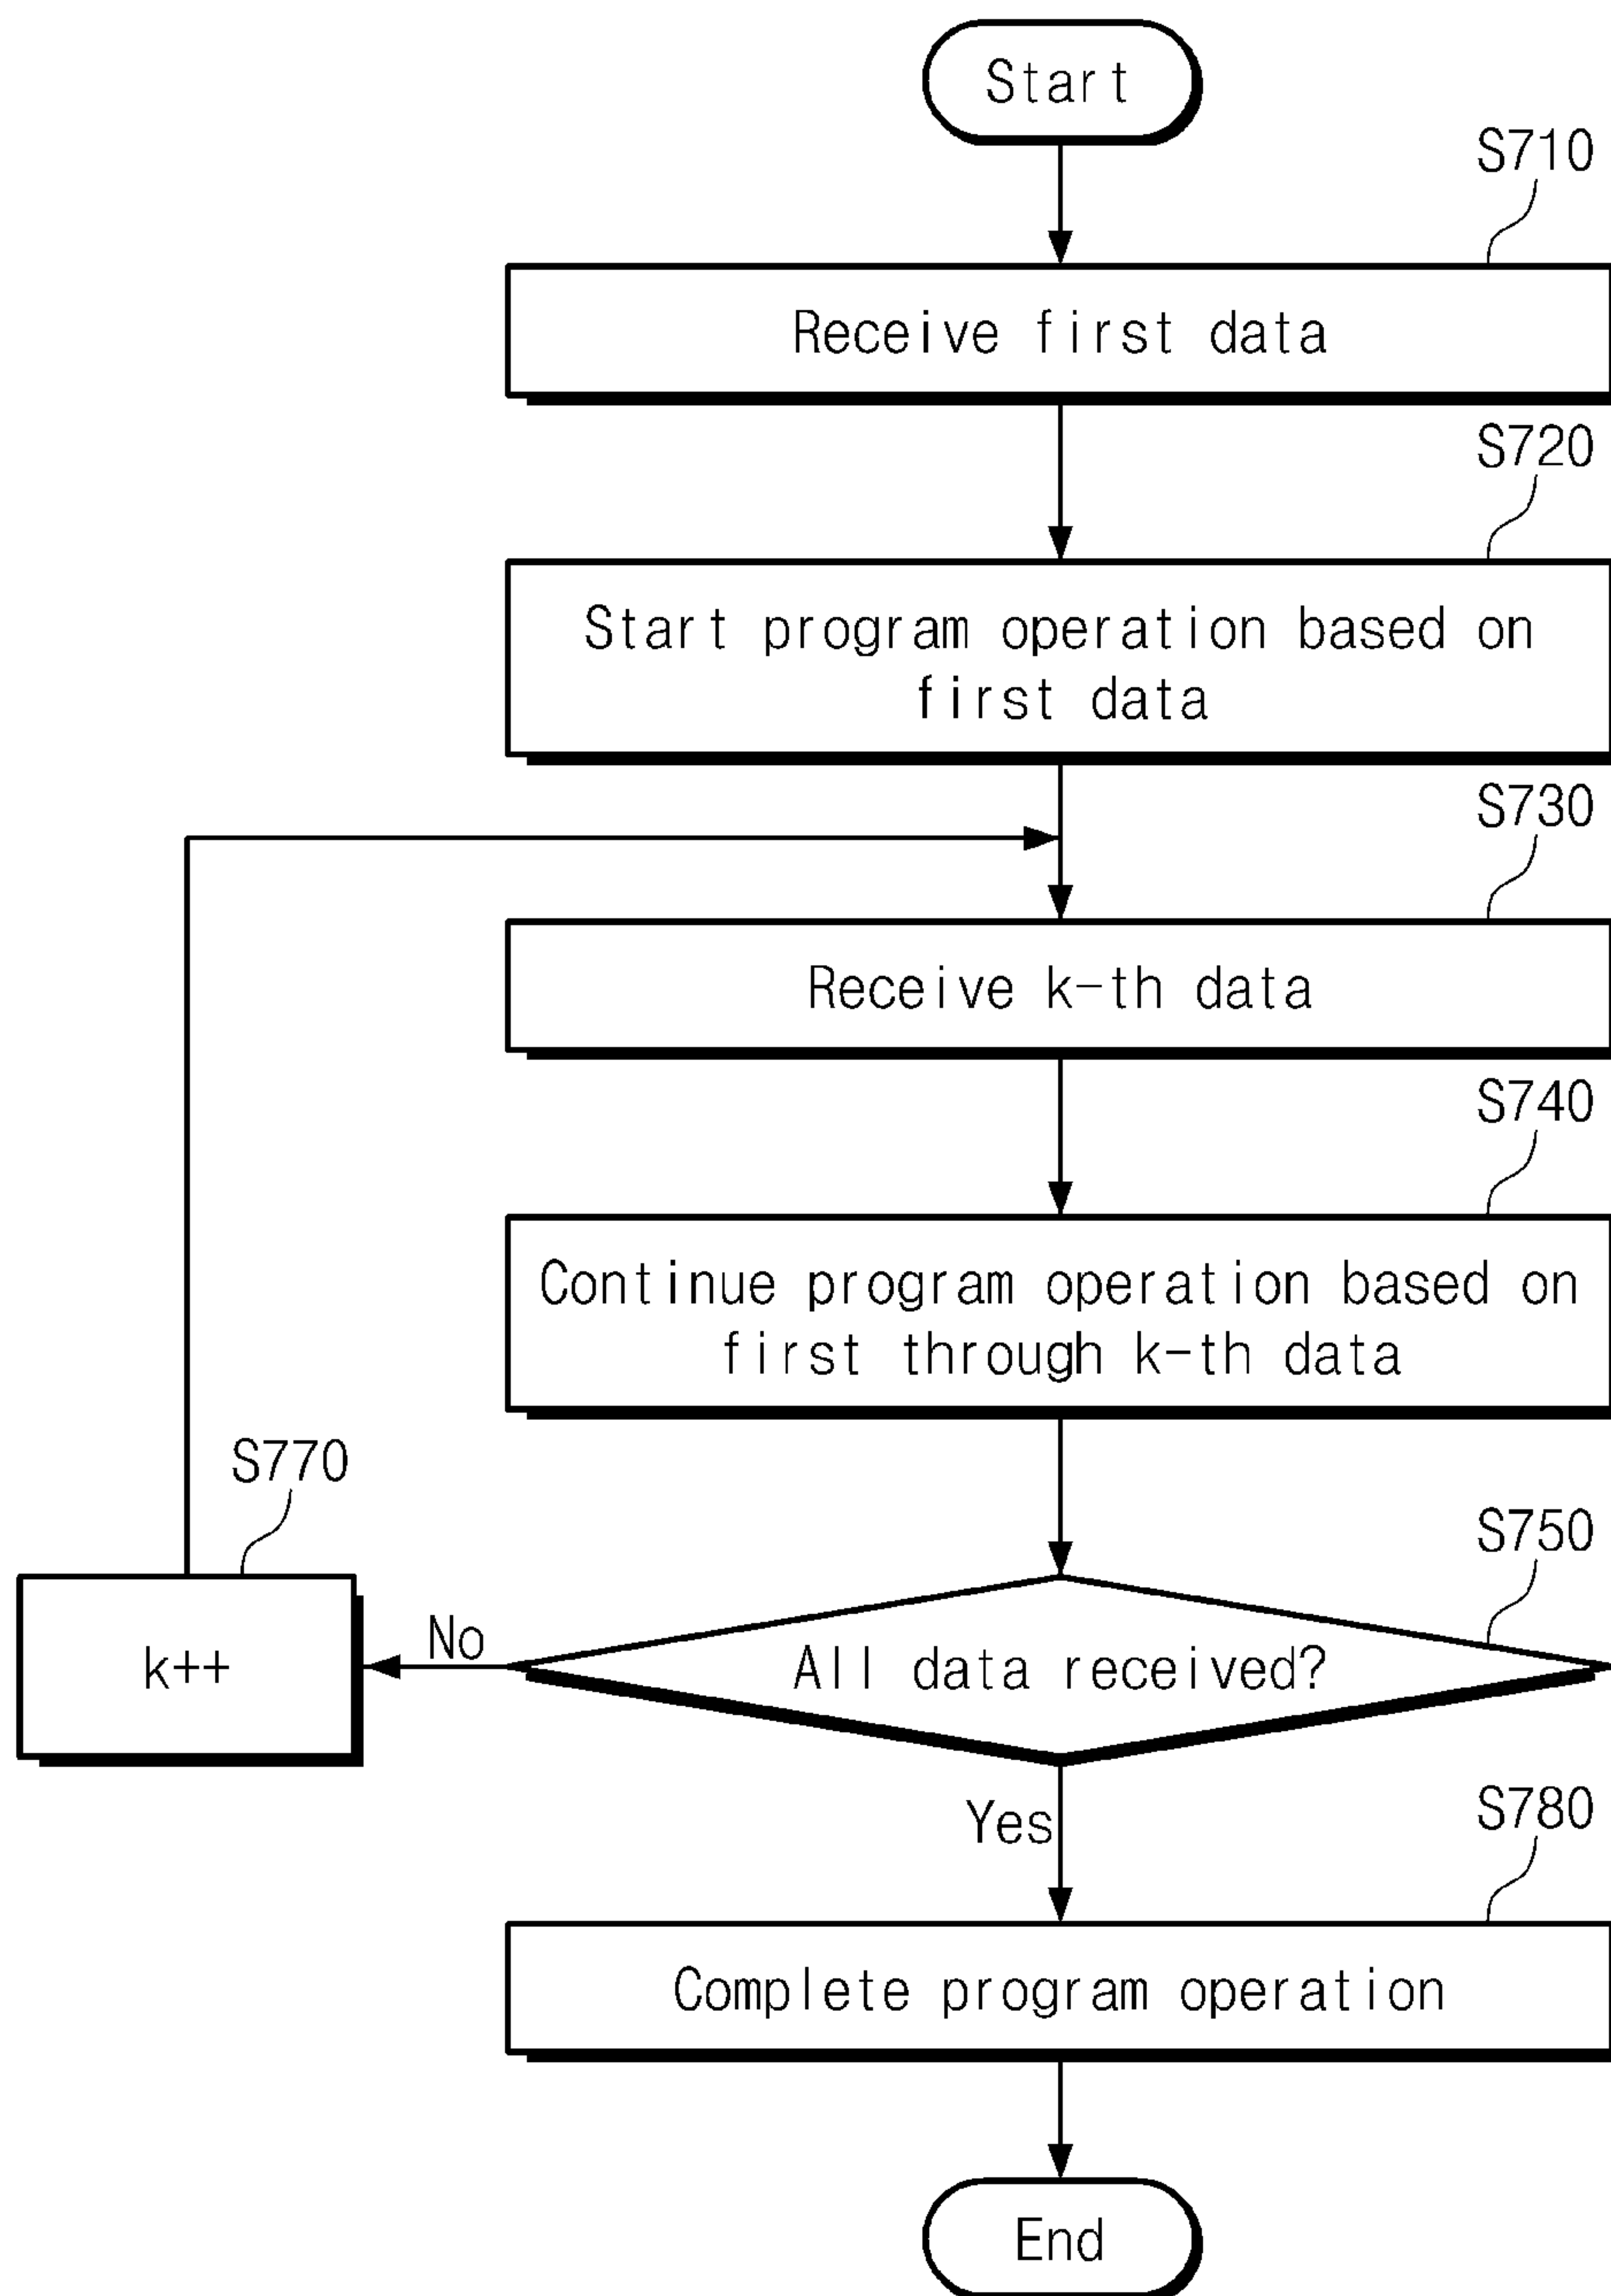 Start
S710
Receive first data
S720
Start program operation based on
first data
S730
Receive k-th data
S740
Continue program operation based on
first through k-th data
S770
S750
k++
No
All data received?
Yes
S780
Complete program operation
End